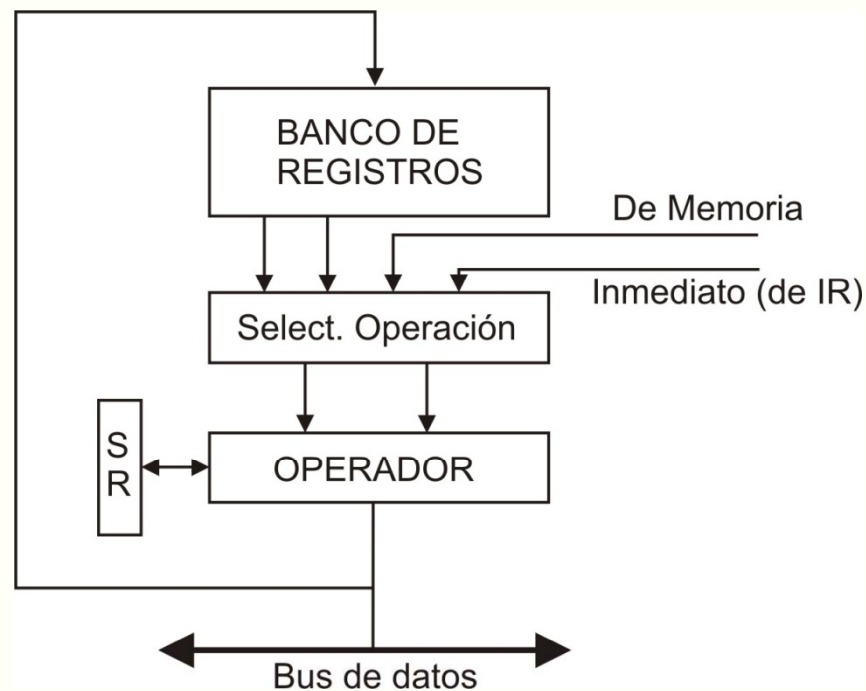 BANCO DE
REGISTROS
De Memoria
Inmediato (de IR)
Select. Operación
S
R
OPERADOR
Bus de datos